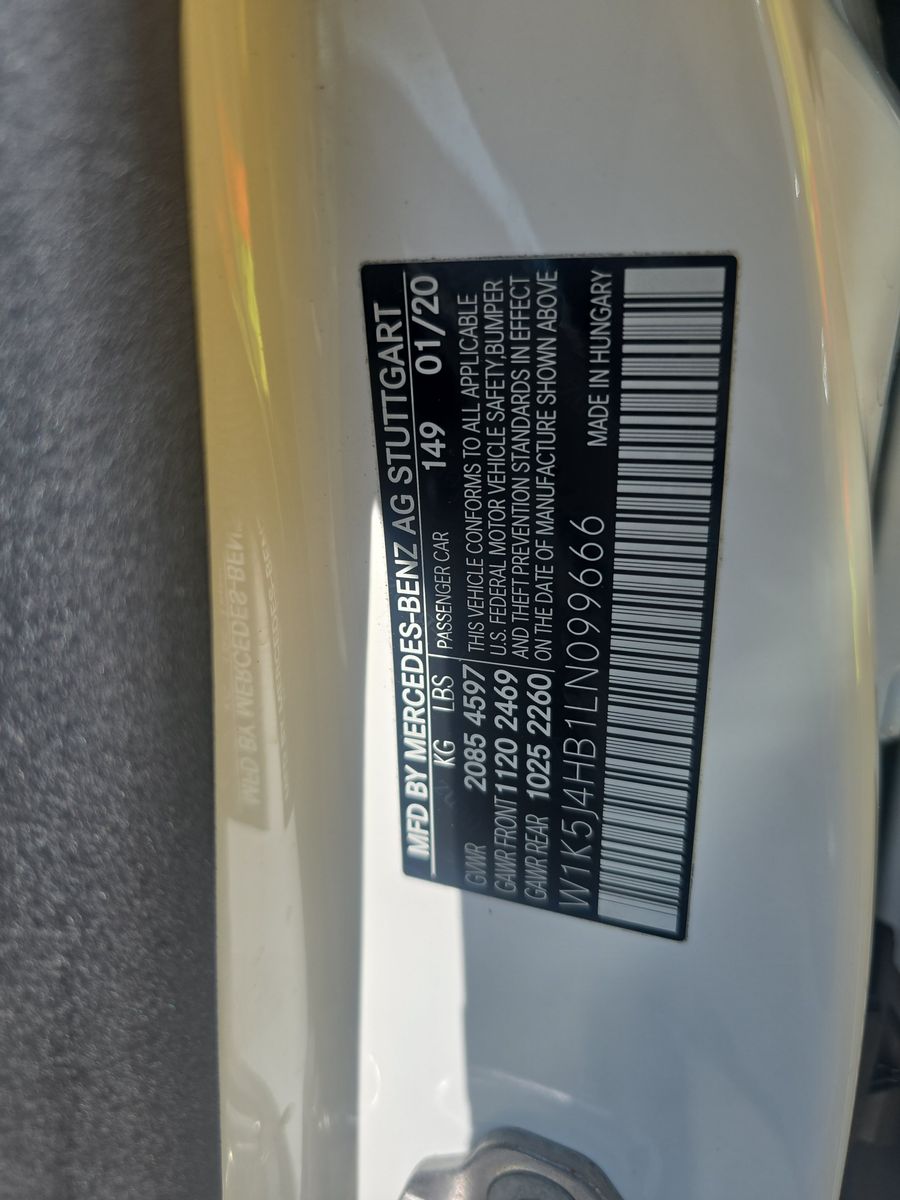 MFD BY MERCEDES-BENZ AG STUTTGART
KG LBS PASSENGER CAR 149 01/20
GVWR 2085 4597 THIS VEHICLE CONFORMS TO ALL APPLICABLE
GAWR FRONT 1120 2469 U.S. FEDERAL MOTOR VEHICLE SAFETY,BUMPER
GAWR REAR 1025 2260 AND THEFT PREVENTION STANDARDS IN EFFECT
ON THE DATE OF MANUFACTURE SHOWN ABOVE
W1K5J4HB1LN099666 MADE IN HUNGARY